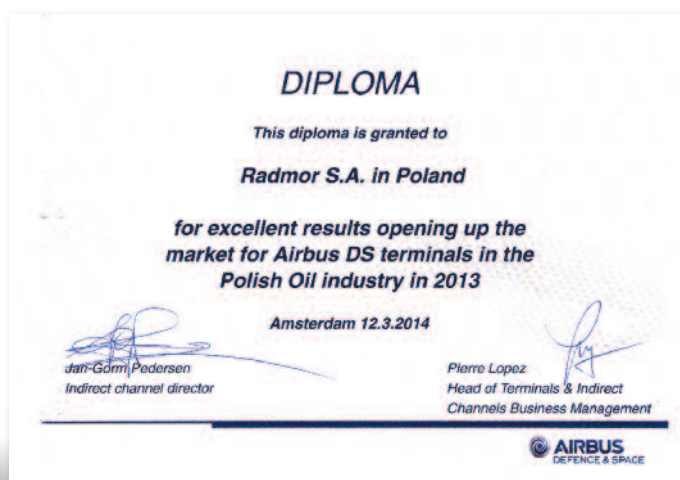 DIPLOMA
This diploma is granted to
Radmor S.A. in Poland
for excellent results opening up the
market for Airbus DS terminals in the
Polish Oil industry in 2013
Amsterdam 12.3.2014
Jan-Gorm Pedersen
Indirect channel director
Pierre Lopez
Head of Terminals & Indirect
Channels Business Management
AIRBUS
DEFENCE & SPACE